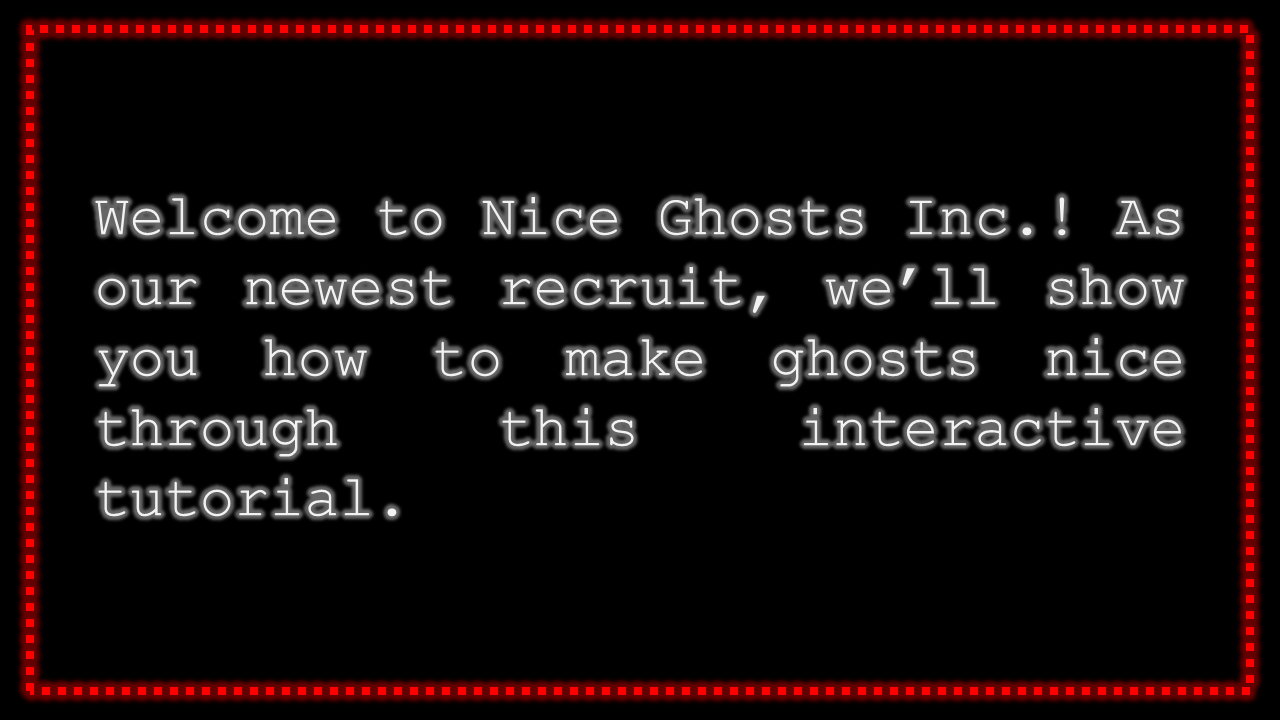 Welcome to Nice Ghosts Inc.! As
our newest recruit, we’ll show
you how to make ghosts nice
through this interactive
tutorial.